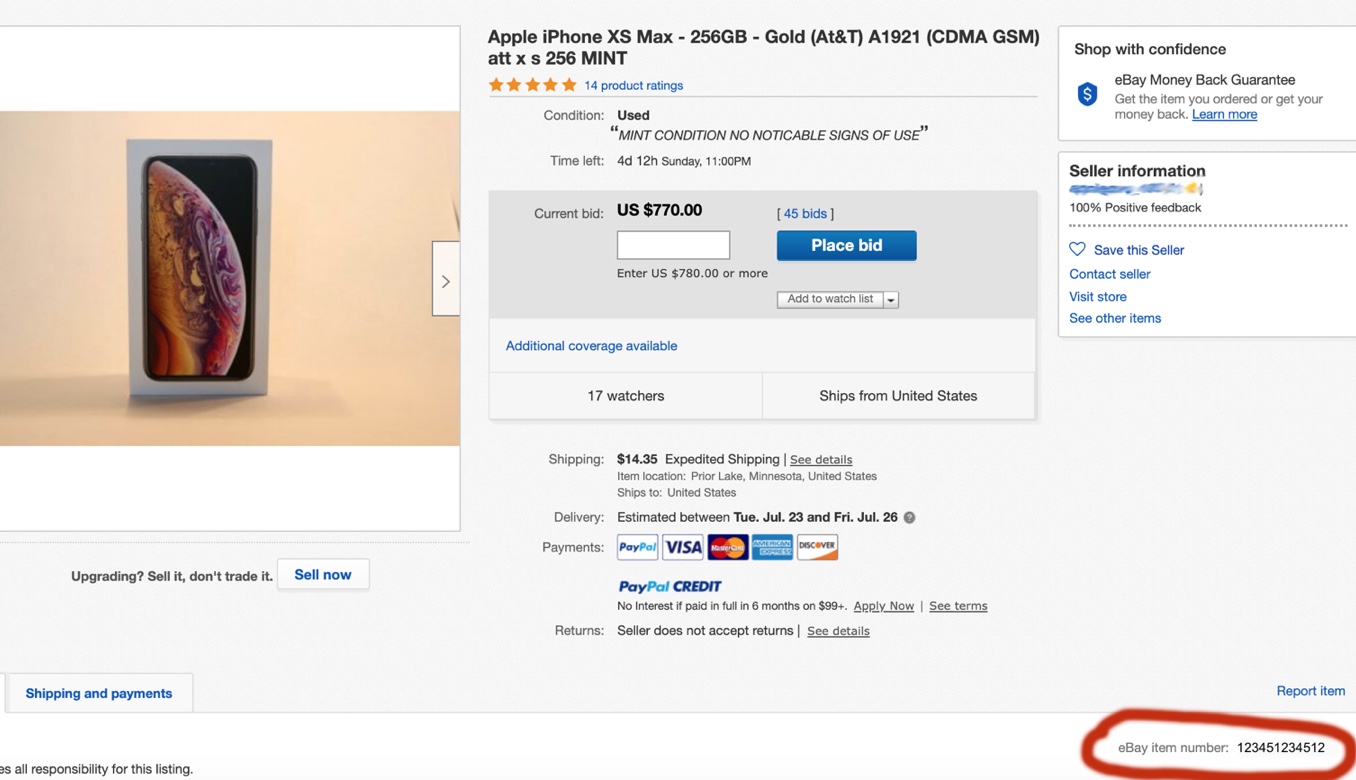 Apple iPhone XS Max - 256GB - Gold (At&T) A1921 (CDMA GSM)
att x s 256 MINT
14 product ratings
Condition: Used
“MINT CONDITION NO NOTICABLE SIGNS OF USE”
Time left: 4d 12h Sunday, 11:00PM
Current bid: US $770.00 [ 45 bids ]
Place bid
Enter US $780.00 or more
Add to watch list
Additional coverage available
17 watchers Ships from United States
Shipping: $14.35 Expedited Shipping | See details
Item location: Prior Lake, Minnesota, United States
Ships to: United States
Delivery: Estimated between Tue. Jul. 23 and Fri. Jul. 26 ?
Payments: PayPal VISA MasterCard AMERICAN EXPRESS DISCOVER
PayPal CREDIT
No Interest if paid in full in 6 months on $99+. Apply Now | See terms
Returns: Seller does not accept returns | See details
Shop with confidence
$ eBay Money Back Guarantee
Get the item you ordered or get your
money back. Learn more
Seller information
100% Positive feedback
Save this Seller
Contact seller
Visit store
See other items
Upgrading? Sell it, don't trade it. Sell now
Shipping and payments
Report item
eBay item number: 123451234512
es all responsibility for this listing.